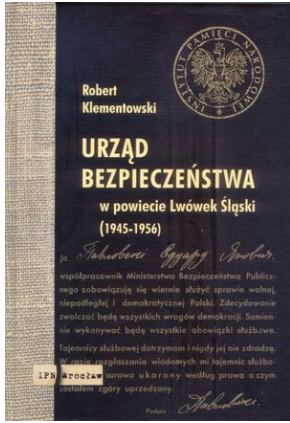 INSTYTUT PAMIĘCI NARODOWEJ
Robert
Klementowski
URZĄD
BEZPIECZEŃSTWA
w powiecie Lwówek Śląski
(1945-1956)
Ja
współpracownik Ministerstwa Bezpieczeństwa Publicz-
nego zobowiązuję się wiernie służyć sprawie wolnej,
niepodległej i demokratycznej Polski. Zdecydowanie
zwalczać będę wszystkich wrogów demokracji. Sumien-
nie wykonywać będę wszystkie obowiązki służbowe.
Tajemnicy służbowej dotrzymam i nigdy jej nie zdradzę.
W razie rozgłaszania wiadomych mi tajemnic służbo-
surowo ukarany według prawa o czym
zostałem zgóry uprzedzony.
IPN Wrocław
Podpis